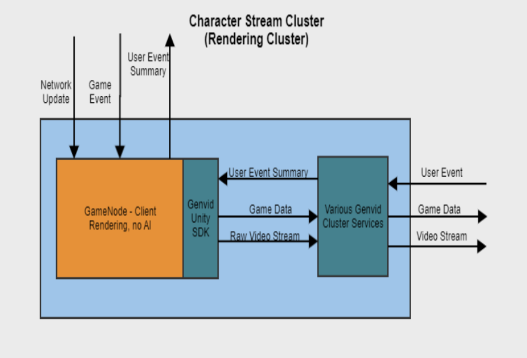 Character Stream Cluster
(Rendering Cluster)
User Event
Summary
Network
Update
Game
Event
User Event Summary
User Event
GameNode - Client
Rendering, no AI
Genvid
Unity
SDK
Game Data
Various Genvid
Cluster Services
Game Data
Raw Video Stream
Video Stream